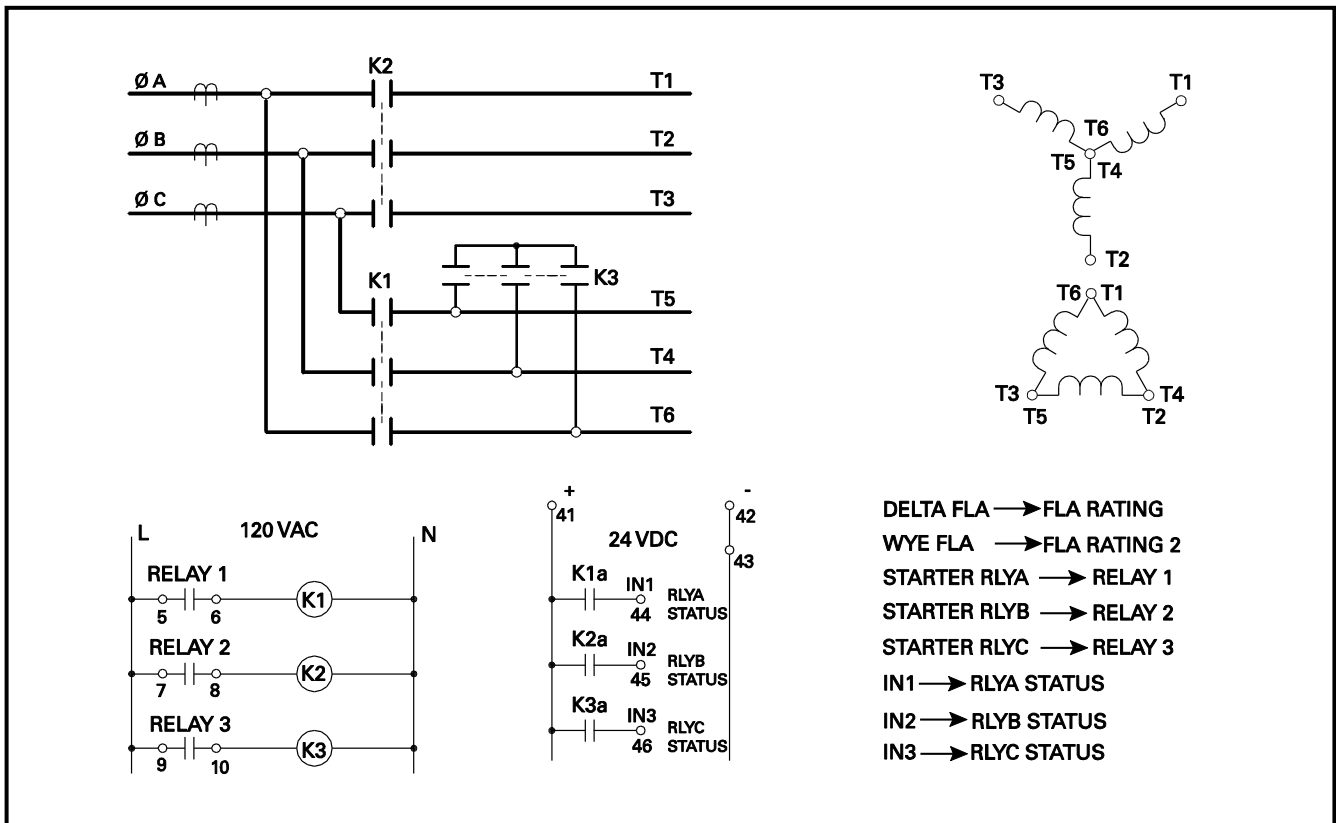 Ø A
K2
T1
Ø B
T2
Ø C
T3
K1
K3
T5
T4
T6
T3
T1
T6
T5
T4
T2
T6
T1
T3
T4
T5
T2
L
120 VAC
N
RELAY 1
K1
5
6
RELAY 2
K2
7
8
RELAY 3
K3
9
10
+
-
41
42
24 VDC
43
K1a
IN1
RLYA
STATUS
44
K2a
IN2
RLYB
STATUS
45
K3a
IN3
RLYC
STATUS
46
DELTA FLA FLA RATING
WYE FLA FLA RATING 2
STARTER RLYA RELAY 1
STARTER RLYB RELAY 2
STARTER RLYC RELAY 3
IN1 RLYA STATUS
IN2 RLYB STATUS
IN3 RLYC STATUS